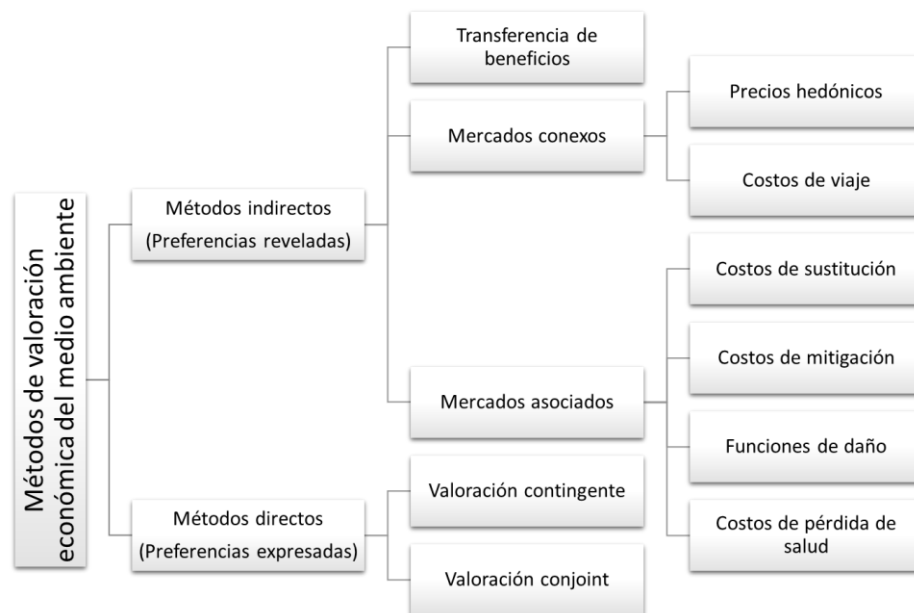 Métodos de valoración
económica del medio ambiente
Métodos indirectos
(Preferencias reveladas)
Transferencia de
beneficios
Mercados conexos
Precios hedónicos
Costos de viaje
Mercados asociados
Costos de sustitución
Costos de mitigación
Funciones de daño
Costos de pérdida de
salud
Métodos directos
(Preferencias expresadas)
Valoración contingente
Valoración conjoint